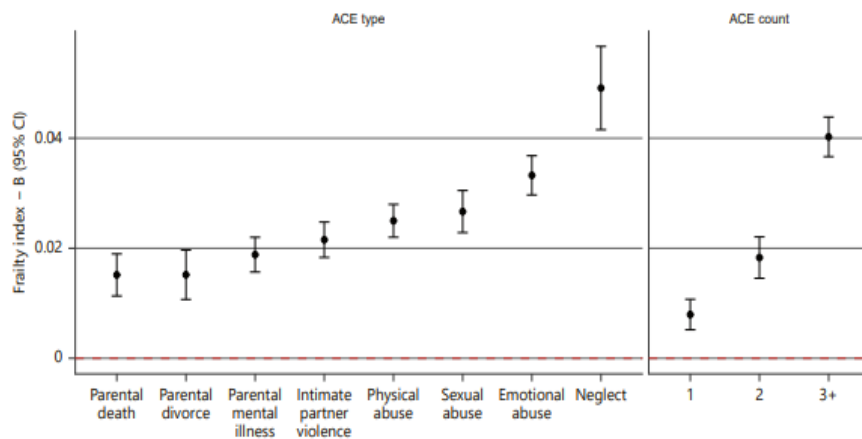 ACE type
ACE count
Frailty index – B (95% CI)
0.04
0.02
0
Parental death
Parental divorce
Parental mental illness
Intimate partner violence
Physical abuse
Sexual abuse
Emotional abuse
Neglect
1
2
3+